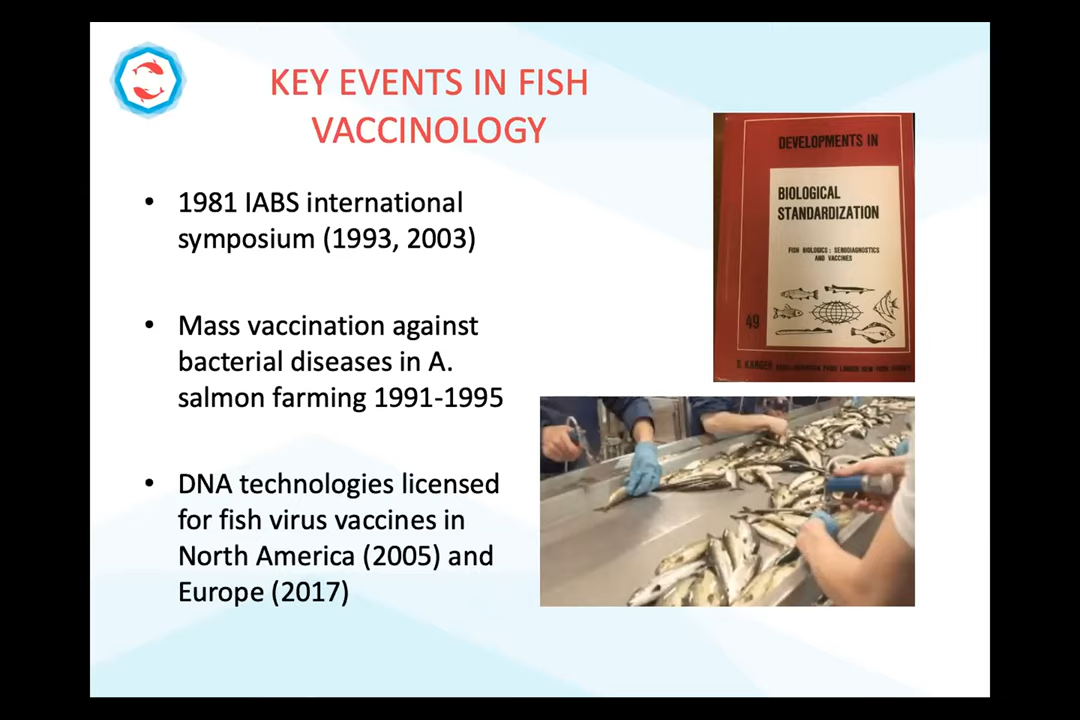 KEY EVENTS IN FISH
VACCINOLOGY
• 1981 IABS international
symposium (1993, 2003)
• Mass vaccination against
bacterial diseases in A.
salmon farming 1991-1995
• DNA technologies licensed
for fish virus vaccines in
North America (2005) and
Europe (2017)
DEVELOPMENTS IN
BIOLOGICAL
STANDARDIZATION
FISH BIOLOGICS: SERODIAGNOSTICS
AND VACCINES
49
S. KARGER